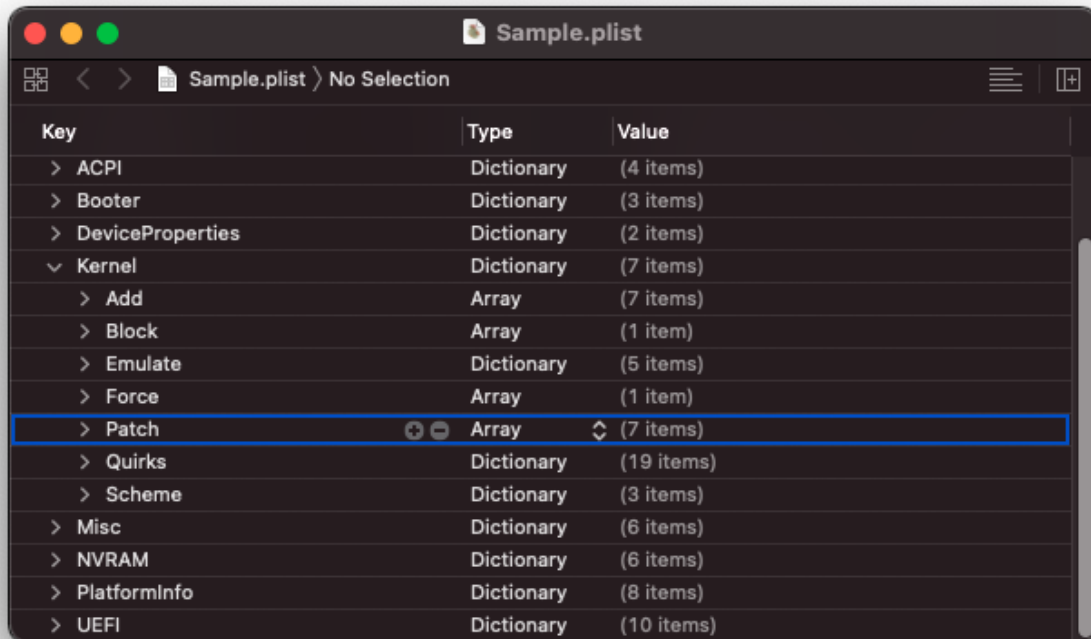 Sample.plist
Sample.plist 〉No Selection
Key Type Value
ACPI Dictionary (4 items)
Booter Dictionary (3 items)
DeviceProperties Dictionary (2 items)
Kernel Dictionary (7 items)
Add Array (7 items)
Block Array (1 item)
Emulate Dictionary (5 items)
Force Array (1 item)
Patch Array (7 items)
Quirks Dictionary (19 items)
Scheme Dictionary (3 items)
Misc Dictionary (6 items)
NVRAM Dictionary (6 items)
PlatformInfo Dictionary (8 items)
UEFI Dictionary (10 items)